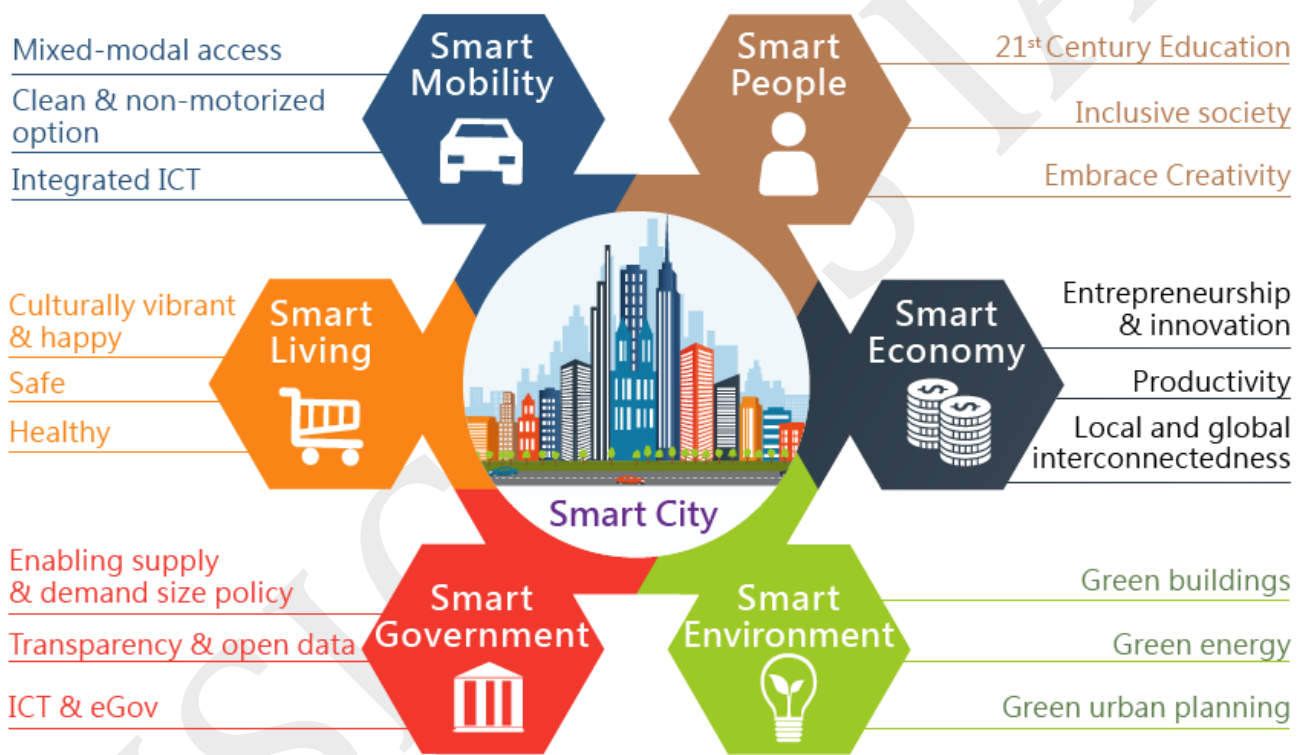 Mixed-modal access
Clean & non-motorized
option
Integrated ICT
Smart
Mobility
Smart
People
21st Century Education
Inclusive society
Embrace Creativity
Culturally vibrant
& happy
Safe
Healthy
Smart
Living
Smart
Economy
Entrepreneurship
& innovation
Productivity
Local and global
interconnectedness
Smart City
Enabling supply
& demand size policy
Transparency & open data
ICT & eGov
Smart
Government
Smart
Environment
Green buildings
Green energy
Green urban planning